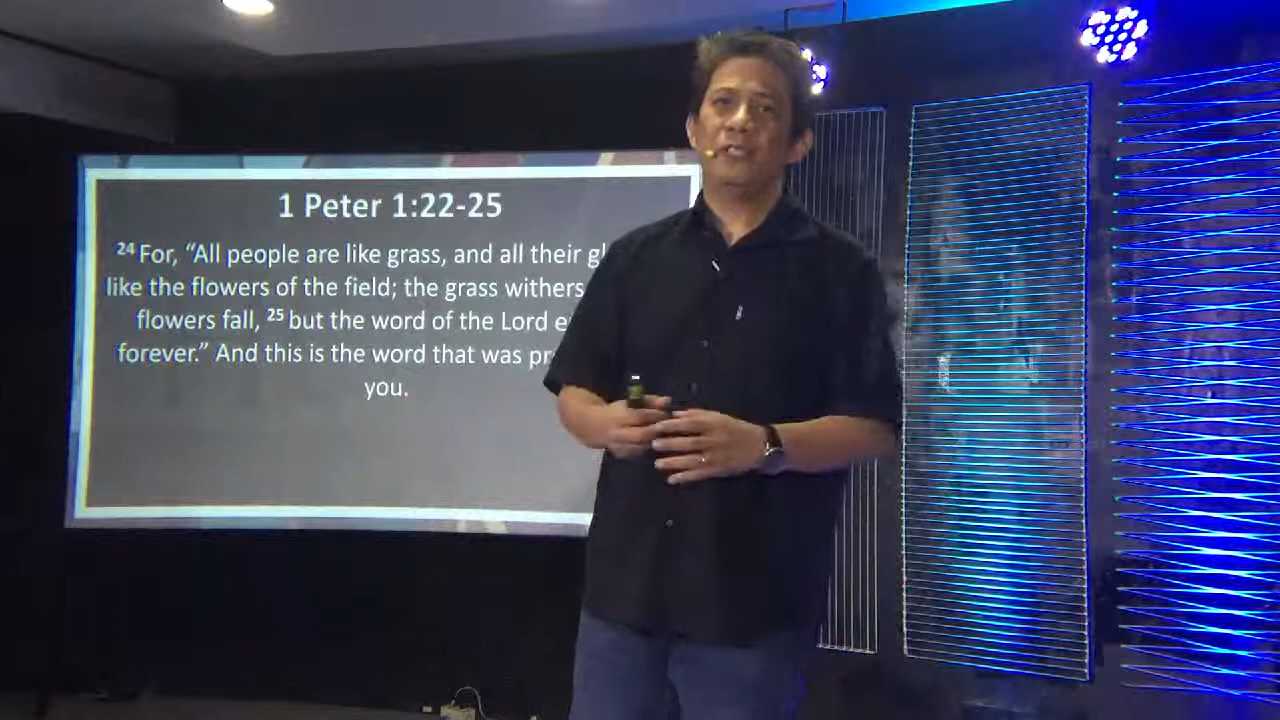 1 Peter 1:22-25
24 For, “All people are like grass, and all their
like the flowers of the field; the grass withers
flowers fall, 25 but the word of the Lord
forever.” And this is the word that was
you.